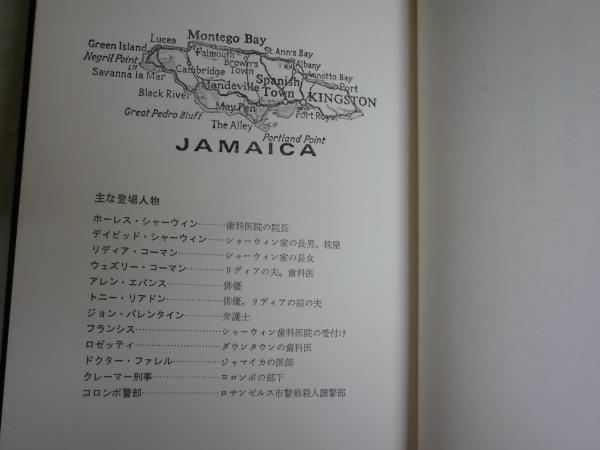 Lucea
Montego Bay
Green Island
Falmouth
St. Ann's Bay
Negril Point
LH
Cambridge
Brown's Town
Albany
Annotto Bay
Savanna la Mar
Mandeville
Spanish Town
Port
Black River
KINGSTON
May Pen
Port Royal
Great Pedro Bluff
The Alley
LH
Portland Point
JAMAICA
主な登場人物
ホーレス・シャーウィン………歯科医院の院長
デイビッド・シャーウィン……シャーウィン家の長男。株屋
リディア・コーマン……………シャーウィン家の長女
ウェズリー・コーマン…………リディアの夫。歯科医
アレン・エバンス………………俳優
トニー・リアドン………………俳優。リディアの前の夫
ジョン・バレンタイン…………弁護士
フランシス………………………シャーウィン歯科医院の受付け
ロゼッティ………………………ダウンタウンの歯科医
ドクター・ファレル……………ジャマイカの医師
クレーマー刑事…………………コロンボの部下
コロンボ警部……………………ロサンゼルス市警察殺人課警部